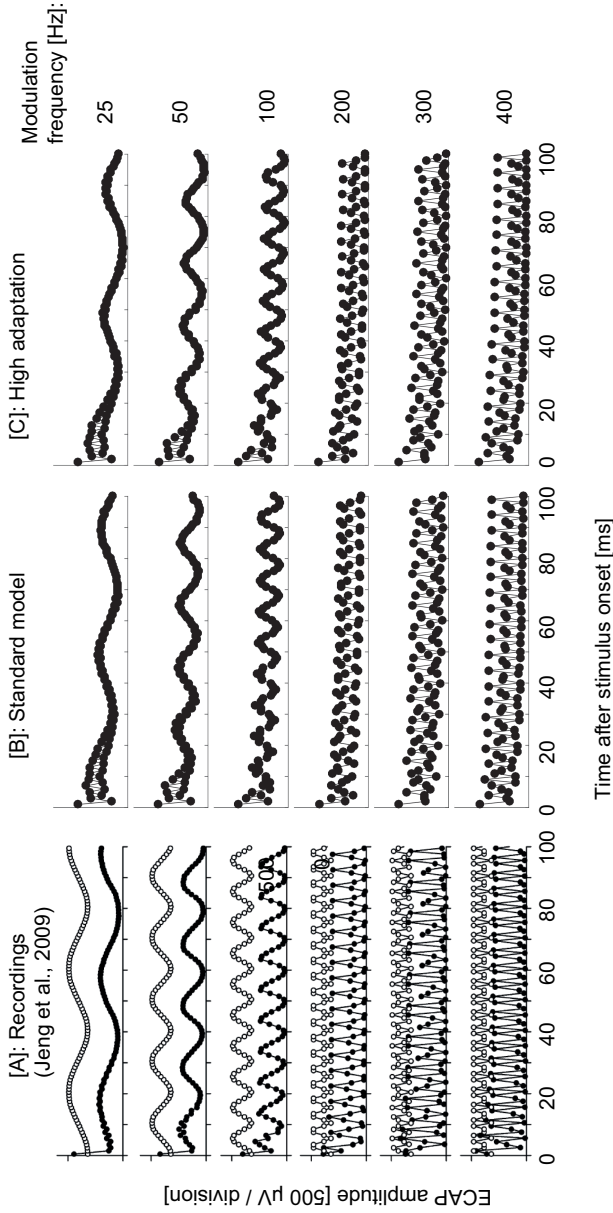 [A]: Recordings
(Jeng et al., 2009)
[B]: Standard model
[C]: High adaptation
Modulation
frequency [Hz]:
25
50
100
200
300
400
500
0
ECAP amplitude [500 µV / division]
0 20 40 60 80 100
0 20 40 60 80 100
0 20 40 60 80 100
Time after stimulus onset [ms]